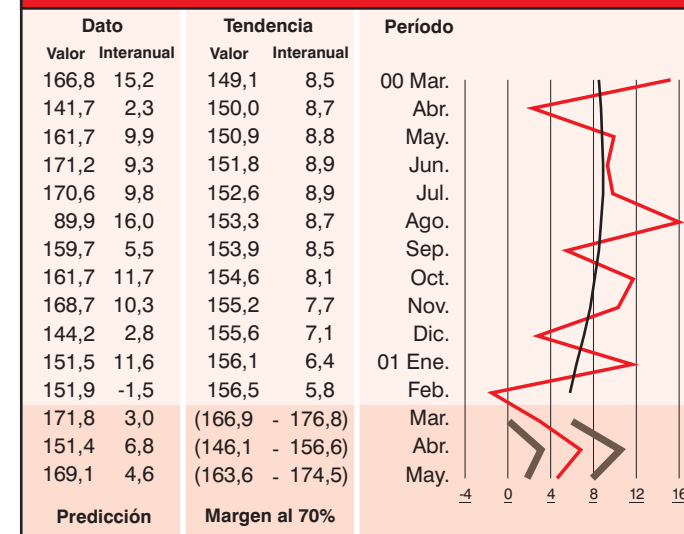 Dato Tendencia Período
Valor Interanual Valor Interanual
166,8 15,2 149,1 8,5 00 Mar.
141,7 2,3 150,0 8,7 Abr.
161,7 9,9 150,9 8,8 May.
171,2 9,3 151,8 8,9 Jun.
170,6 9,8 152,6 8,9 Jul.
89,9 16,0 153,3 8,7 Ago.
159,7 5,5 153,9 8,5 Sep.
161,7 11,7 154,6 8,1 Oct.
168,7 10,3 155,2 7,7 Nov.
144,2 2,8 155,6 7,1 Dic.
151,5 11,6 156,1 6,4 01 Ene.
151,9 -1,5 156,5 5,8 Feb.
171,8 3,0 (166,9 - 176,8) Mar.
151,4 6,8 (146,1 - 156,6) Abr.
169,1 4,6 (163,6 - 174,5) May.
-4 0 4 8 12 16
Predicción Margen al 70%